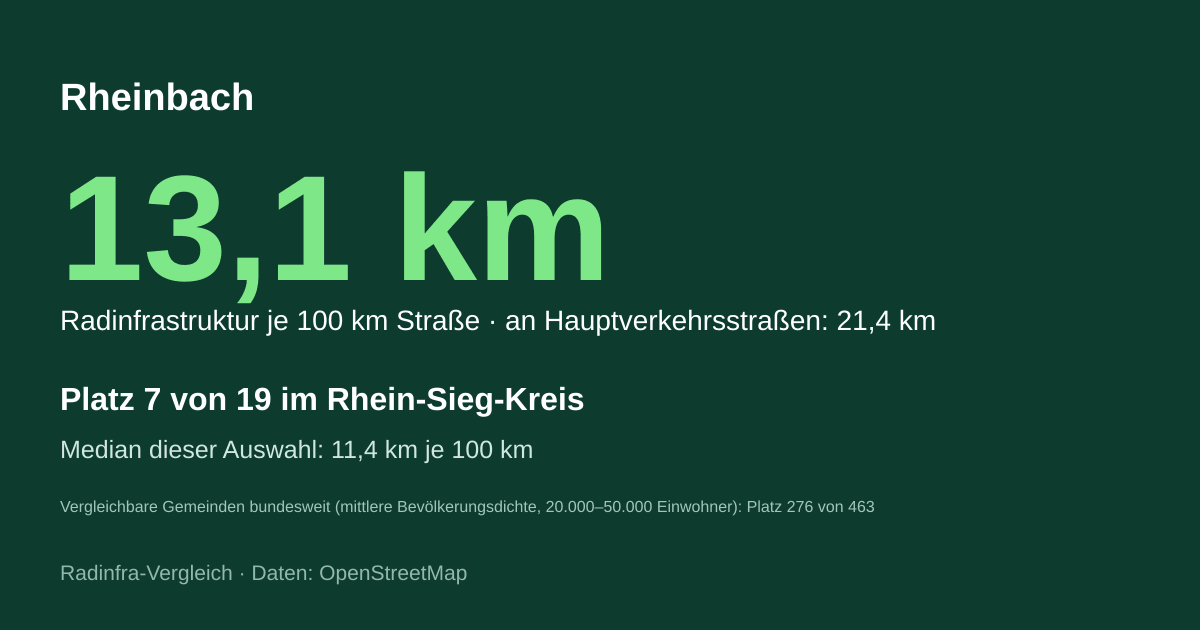 Rheinbach
13,1 km
Radinfrastruktur je 100 km Straße · an Hauptverkehrsstraßen: 21,4 km
Platz 7 von 19 im Rhein-Sieg-Kreis
Median dieser Auswahl: 11,4 km je 100 km
Vergleichbare Gemeinden bundesweit (mittlere Bevölkerungsdichte, 20.000–50.000 Einwohner): Platz 276 von 463
Radinfra-Vergleich · Daten: OpenStreetMap